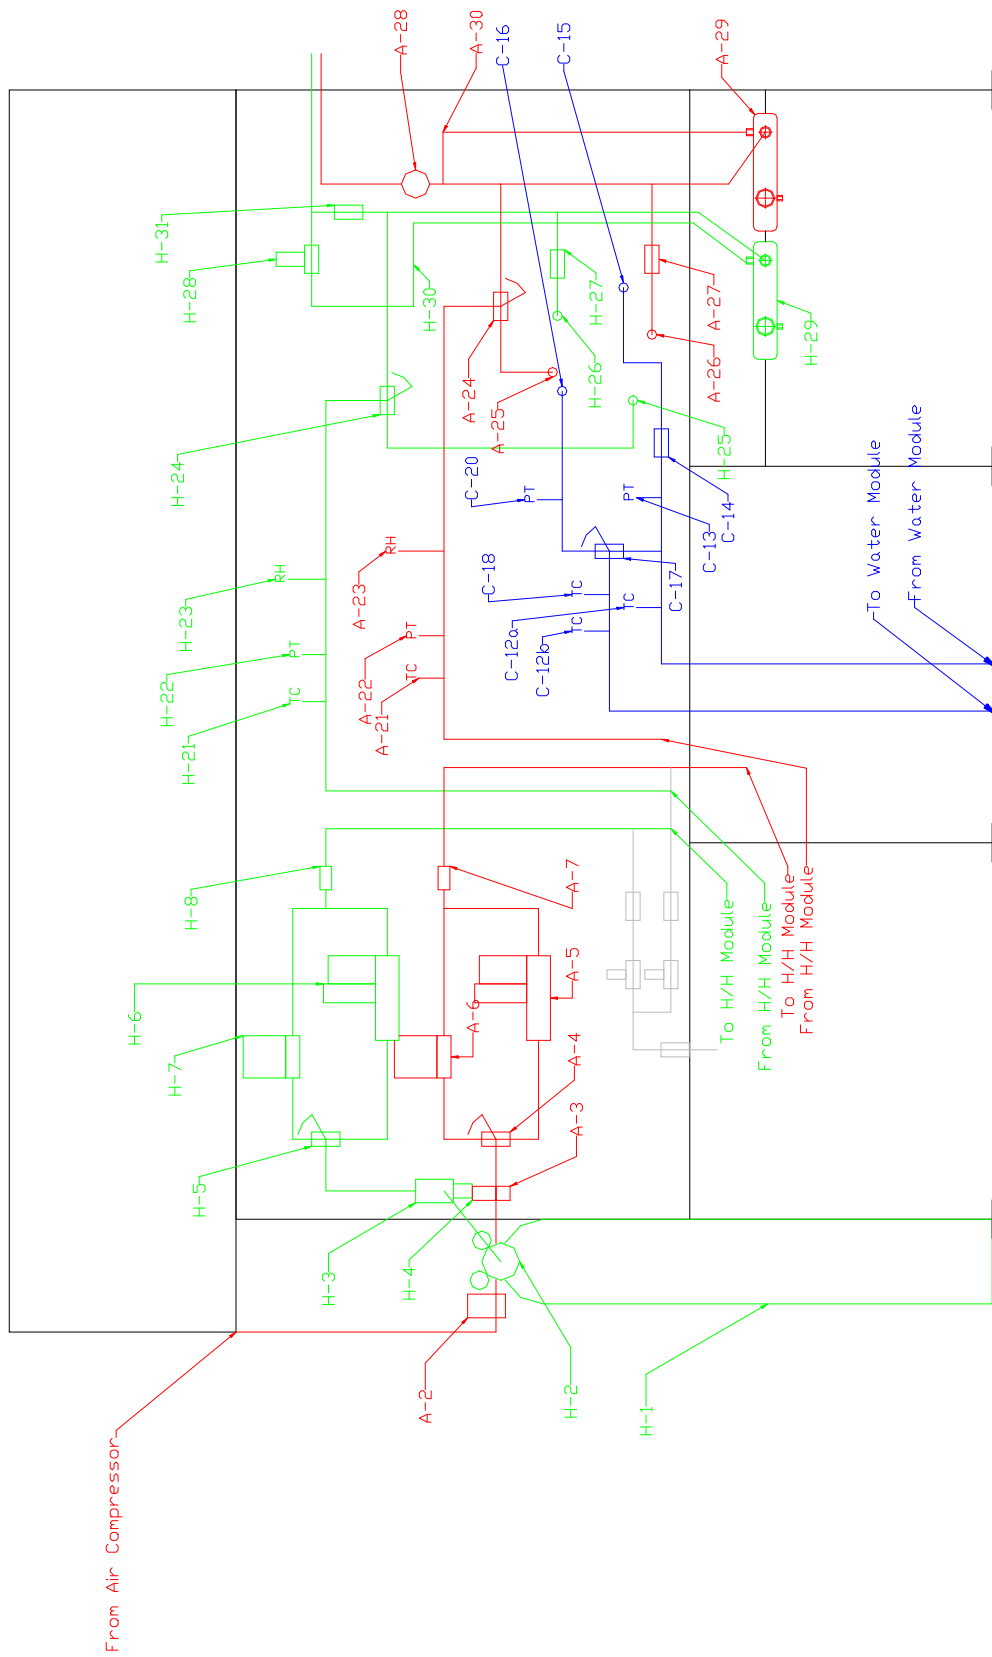 From Air Compressor
A-2
H-1
H-2
H-3
H-4
H-5
H-6
H-7
H-8
A-3
A-4
A-5
A-6
A-7
To H/H Module
From H/H Module
To H/H Module
From H/H Module
H-21
H-22
H-23
H-24
TC
PT
RH
A-21
A-22
A-23
A-24
TC
PT
RH
C-12b
C-12a
C-18
C-20
TC
TC
TC
PT
PT
C-17
C-13
C-14
To Water Module
From Water Module
A-25
H-25
H-26
A-26
H-27
A-27
H-28
H-31
H-30
H-29
A-28
A-30
C-16
C-15
A-29